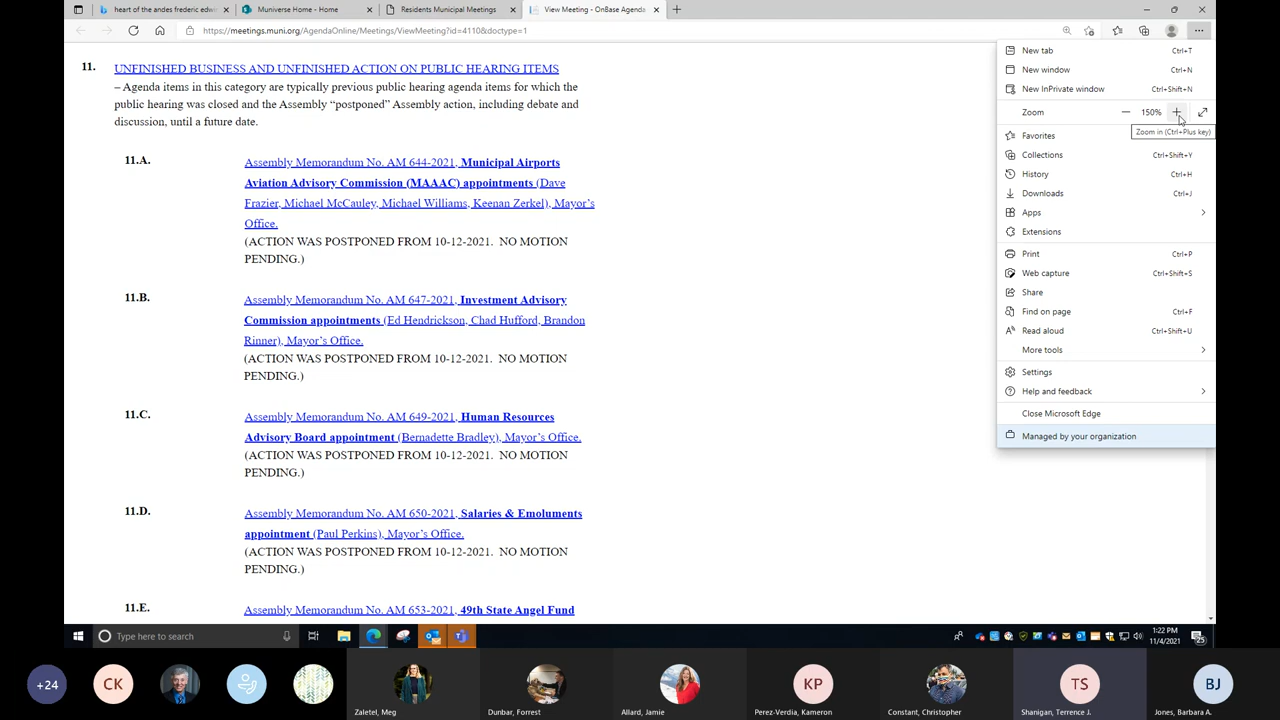 heart of the andes frederic edwi
Muniverse Home - Home
Residents Municipal Meetings
View Meeting - OnBase Agenda
https://meetings.muni.org/AgendaOnline/Meetings/ViewMeeting?id=4110&doctype=1
11. UNFINISHED BUSINESS AND UNFINISHED ACTION ON PUBLIC HEARING ITEMS
– Agenda items in this category are typically previous public hearing agenda items for which the
public hearing was closed and the Assembly “postponed” Assembly action, including debate and
discussion, until a future date.
11.A. Assembly Memorandum No. AM 644-2021, Municipal Airports
Aviation Advisory Commission (MAAAC) appointments (Dave
Frazier, Michael McCauley, Michael Williams, Keenan Zerkel), Mayor’s
Office.
(ACTION WAS POSTPONED FROM 10-12-2021. NO MOTION
PENDING.)
11.B. Assembly Memorandum No. AM 647-2021, Investment Advisory
Commission appointments (Ed Hendrickson, Chad Hufford, Brandon
Rinner), Mayor’s Office.
(ACTION WAS POSTPONED FROM 10-12-2021. NO MOTION
PENDING.)
11.C. Assembly Memorandum No. AM 649-2021, Human Resources
Advisory Board appointment (Bernadette Bradley), Mayor’s Office.
(ACTION WAS POSTPONED FROM 10-12-2021. NO MOTION
PENDING.)
11.D. Assembly Memorandum No. AM 650-2021, Salaries & Emoluments
appointment (Paul Perkins), Mayor’s Office.
(ACTION WAS POSTPONED FROM 10-12-2021. NO MOTION
PENDING.)
11.E. Assembly Memorandum No. AM 653-2021, 49th State Angel Fund
New tab Ctrl+T
New window Ctrl+N
New InPrivate window Ctrl+Shift+N
Zoom 150%
Zoom in (Ctrl+Plus key)
Favorites
Collections Ctrl+Shift+Y
History Ctrl+H
Downloads Ctrl+J
Apps
Extensions
Print Ctrl+P
Web capture Ctrl+Shift+S
Share
Find on page Ctrl+F
Read aloud Ctrl+Shift+U
More tools
Settings
Help and feedback
Close Microsoft Edge
Managed by your organization
Type here to search
1:22 PM
11/4/2021
25
+24
CK
KP
TS
BJ
Zaletel, Meg
Dunbar, Forrest
Allard, Jamie
Perez-Verdia, Kameron
Constant, Christopher
Shanigan, Terrence J.
Jones, Barbara A.